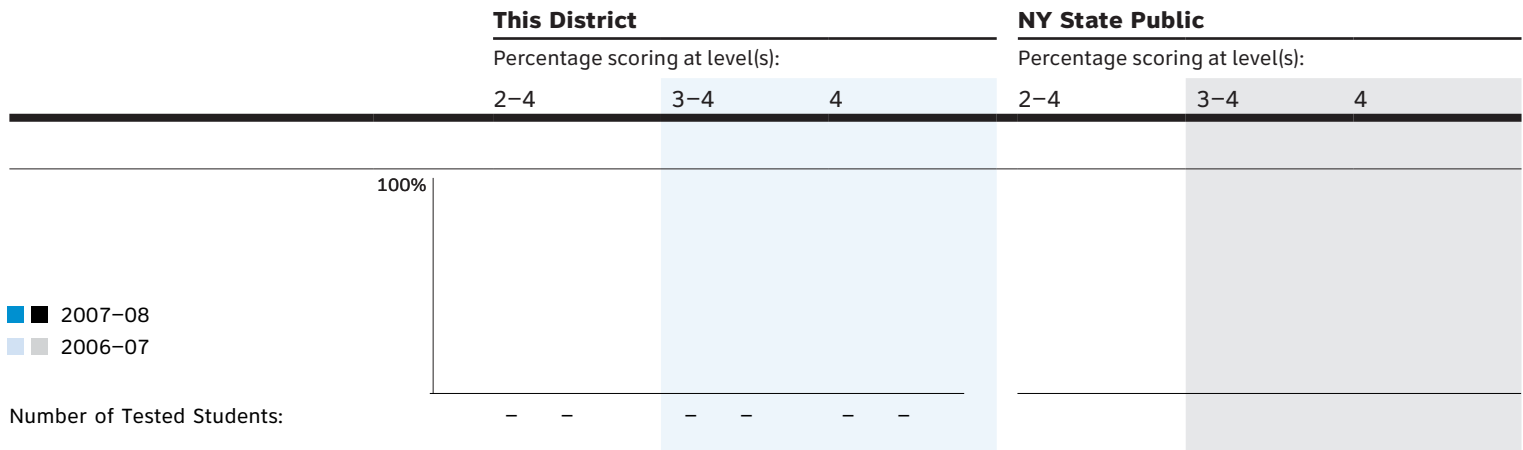 This District NY State Public
Percentage scoring at level(s): Percentage scoring at level(s):
2–4 3–4 4 2–4 3–4 4
100%
2007–08
2006–07
Number of Tested Students: – – – – – –